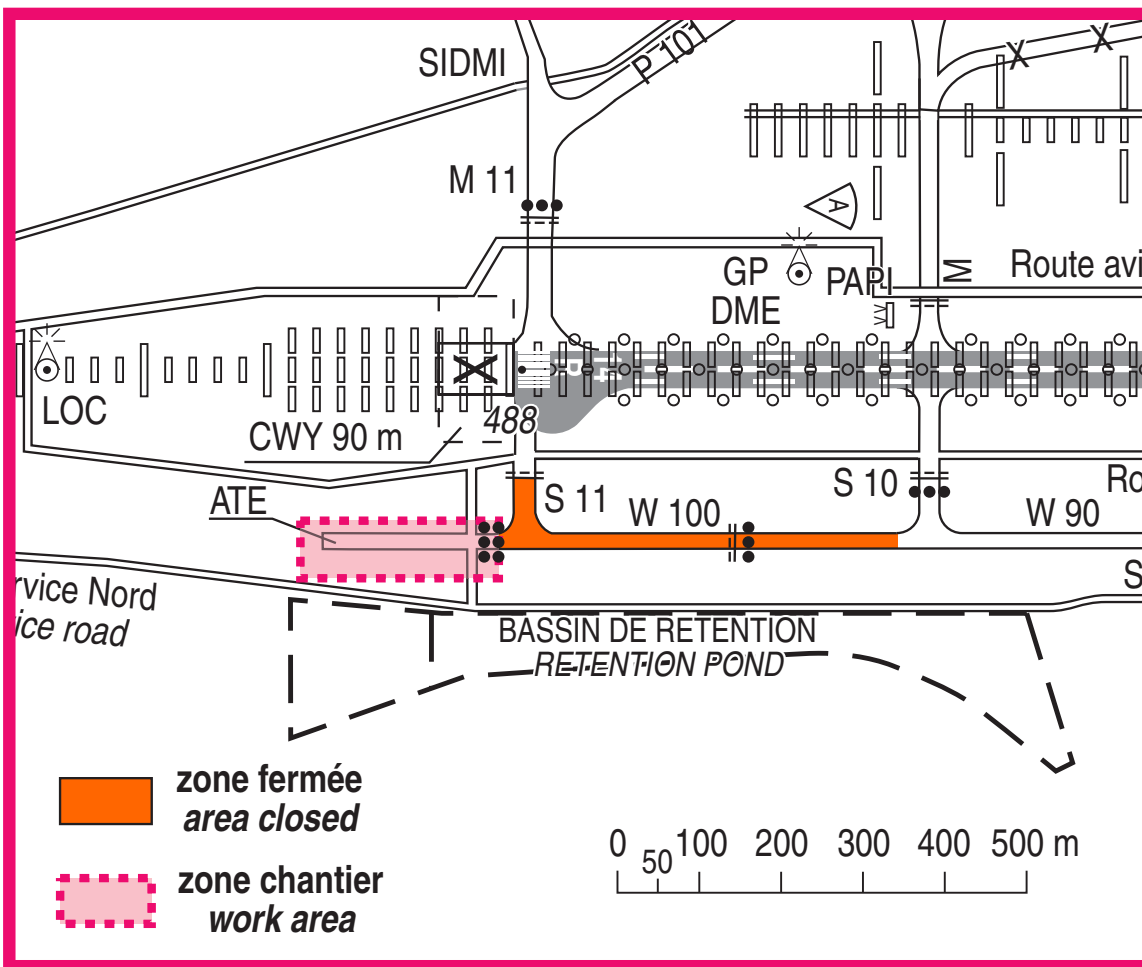 SIDMI
P 101
X
X
M 11
A
GP
DME
PAPI
M
Route avi
LOC
X
488
CWY 90 m
ATE
S 11
W 100
S 10
Ro
W 90
S
rvice Nord
ice road
BASSIN DE RETENTION
RETENTION POND
zone fermée
area closed
zone chantier
work area
0 50 100 200 300 400 500 m